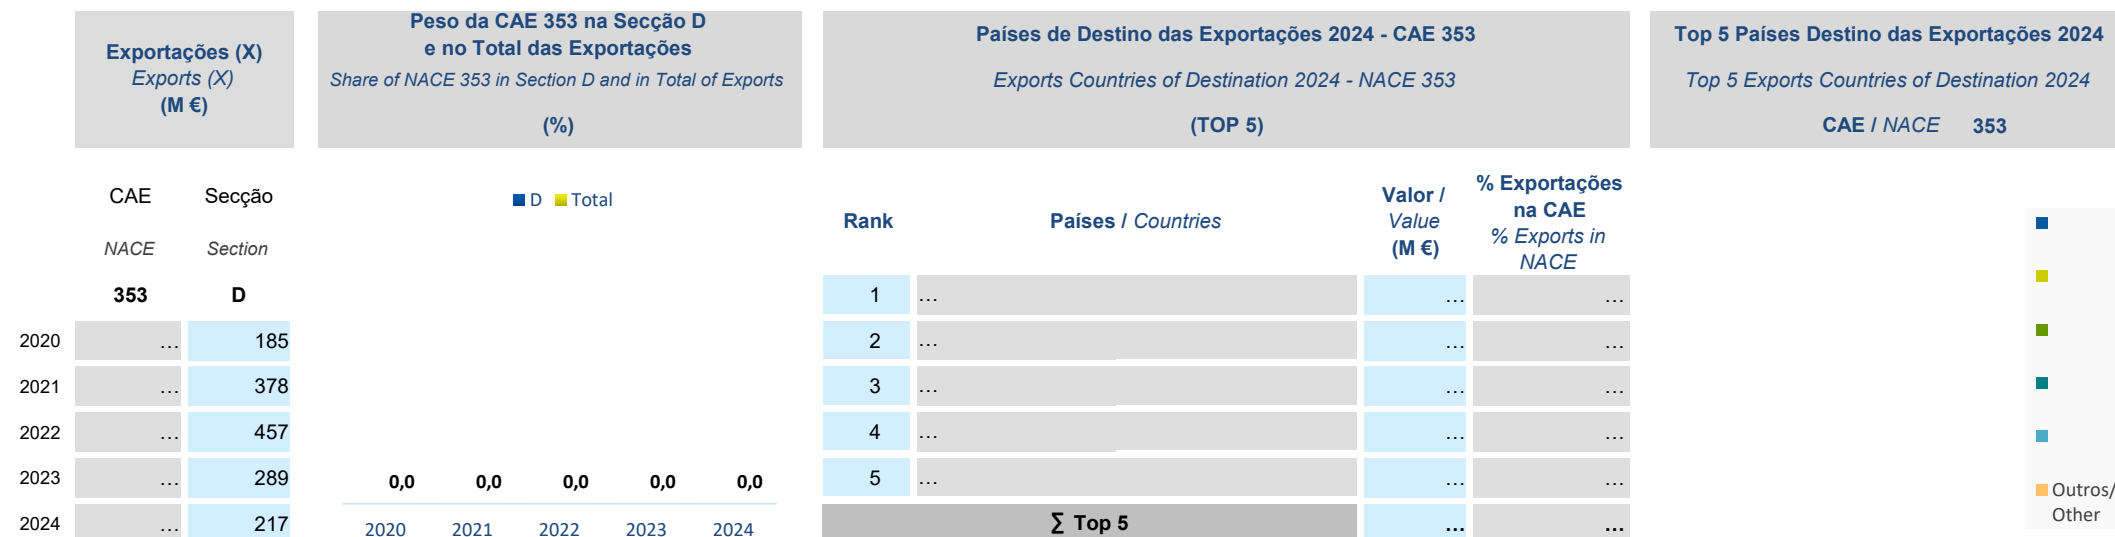 Exportações (X)
Exports (X)
(M €)
Peso da CAE 353 na Secção D
e no Total das Exportações
Share of NACE 353 in Section D and in Total of Exports
(%)
Países de Destino das Exportações 2024 - CAE 353
Exports Countries of Destination 2024 - NACE 353
(TOP 5)
Top 5 Países Destino das Exportações 2024
Top 5 Exports Countries of Destination 2024
CAE / NACE 353
CAE Secção
NACE Section
353 D
2020 ... 185
2021 ... 378
2022 ... 457
2023 ... 289
2024 ... 217
D Total
0,0 0,0 0,0 0,0 0,0
2020 2021 2022 2023 2024
Rank
Países / Countries
Valor /
Value
(M €)
% Exportações
na CAE
% Exports in
NACE
1 ... ... ...
2 ... ... ...
3 ... ... ...
4 ... ... ...
5 ... ... ...
∑ Top 5 ... ...
Outros/
Other